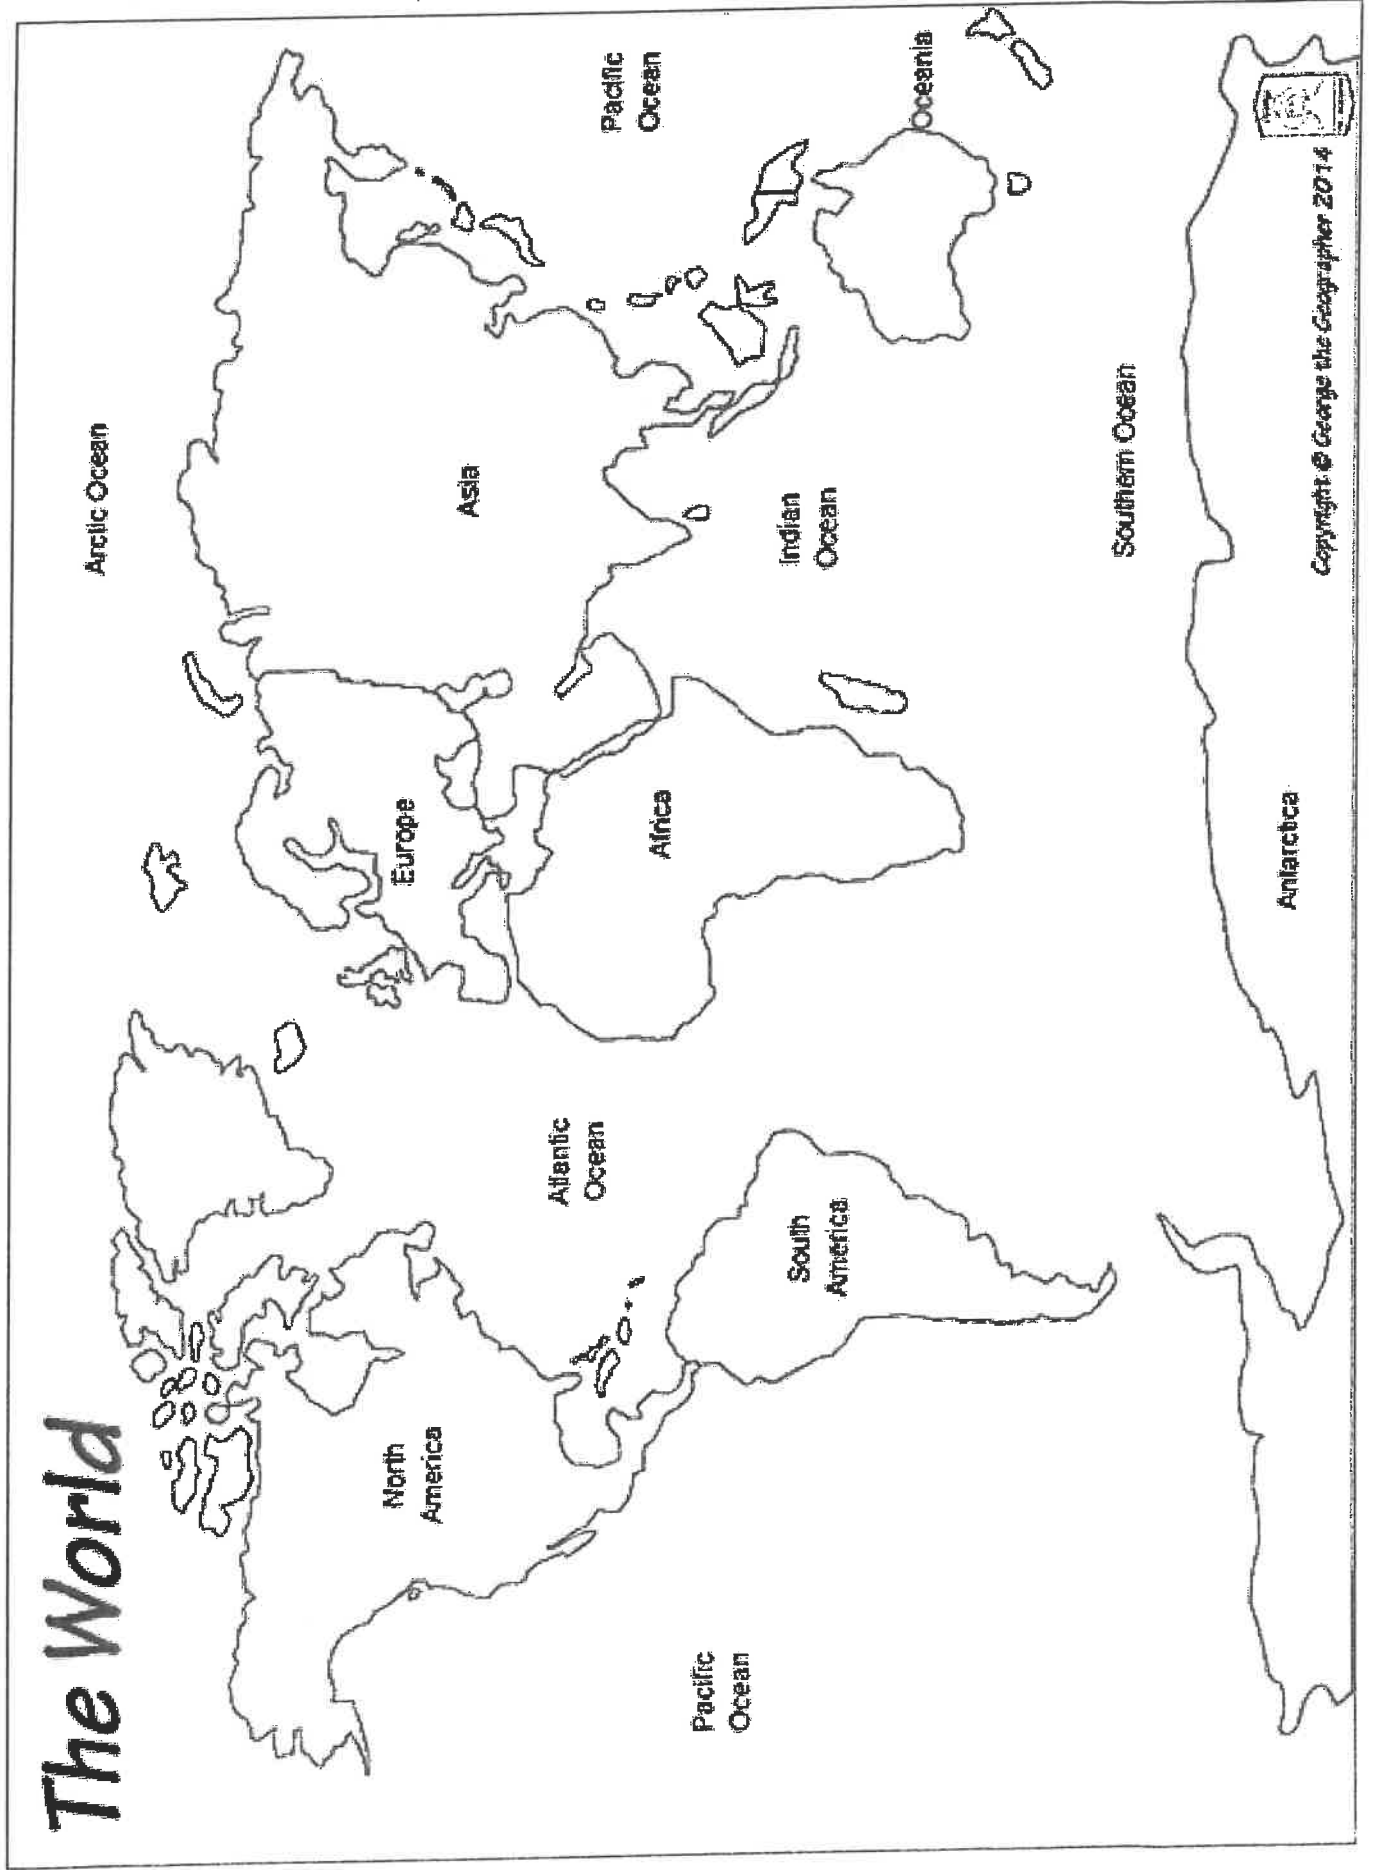 The World
Arctic Ocean
North
America
Europe
Asia
Atlantic
Ocean
Pacific
Ocean
Africa
Pacific
Ocean
South
America
Indian
Ocean
Oceania
Southern Ocean
Antarctica
Copyright @ George the Geographer 2014